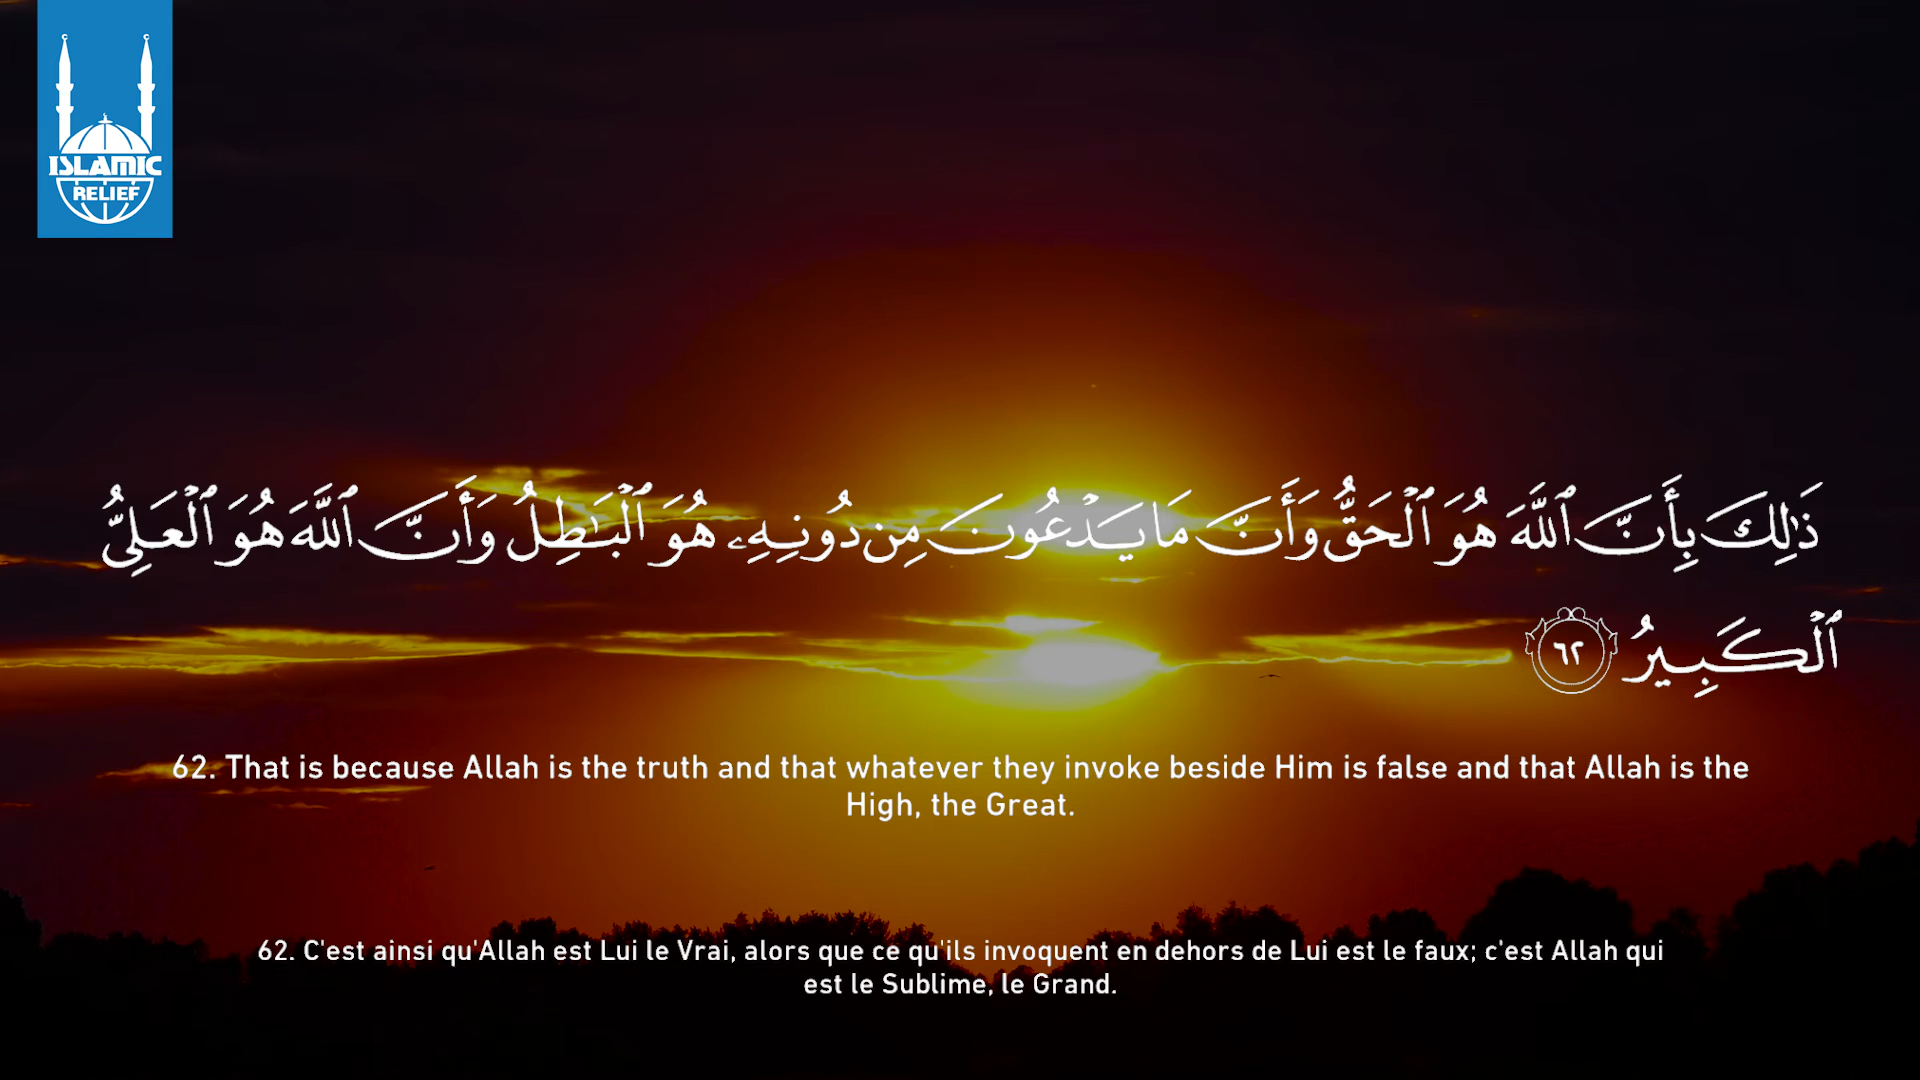 ISLAMIC
RELIEF
ذَٰلِكَ بِأَنَّ ٱللَّهَ هُوَ ٱلْحَقُّ وَأَنَّ مَا يَدْعُونَ مِن دُونِهِۦ هُوَ ٱلْبَٰطِلُ وَأَنَّ ٱللَّهَ هُوَ ٱلْعَلِىُّ
ٱلْكَبِيرُ ٦٢
62. That is because Allah is the truth and that whatever they invoke beside Him is false and that Allah is the
High, the Great.
62. C'est ainsi qu'Allah est Lui le Vrai, alors que ce qu'ils invoquent en dehors de Lui est le faux; c'est Allah qui
est le Sublime, le Grand.